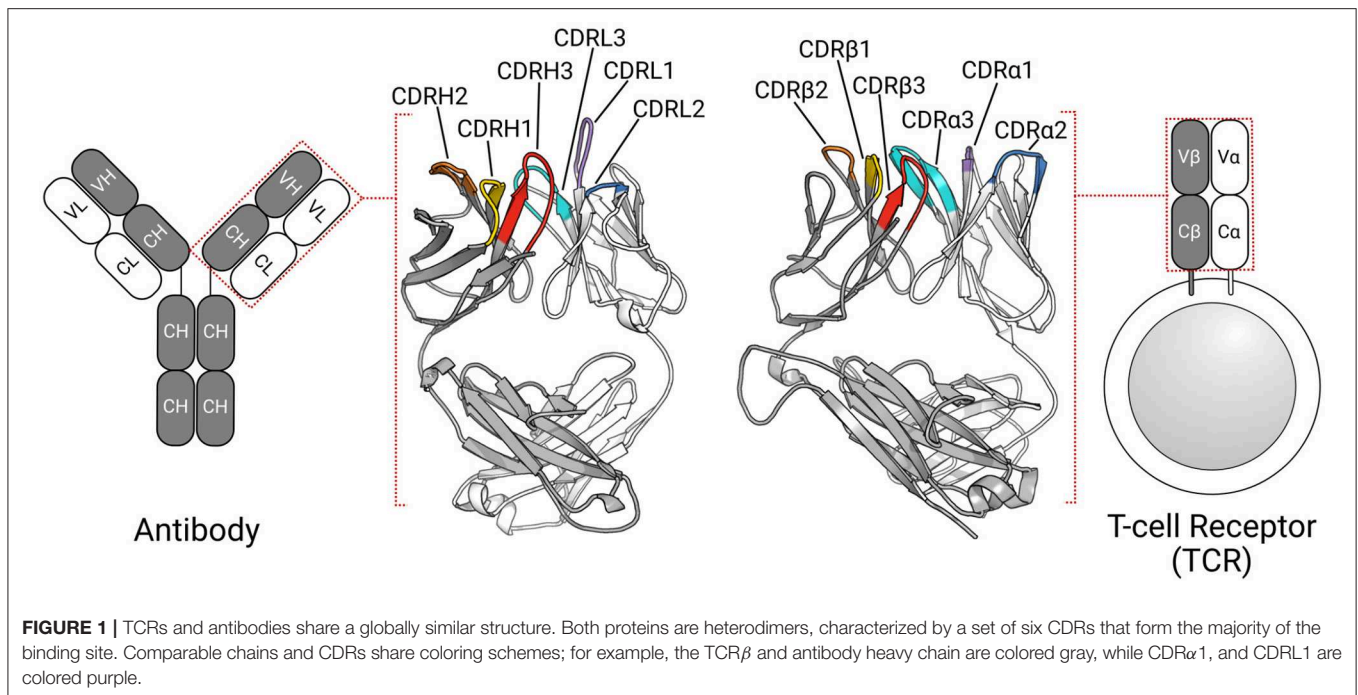 CDRL3
CDRH3
CDRL1
CDRH2
CDRH1
CDRL2
CDRβ1
CDRβ2
CDRβ3
CDRα1
CDRα3
CDRα2
VH
VL
CH
CL
VH
VL
CH
CL
CH
CH
CH
CH
Vβ
Vα
Cβ
Cα
Antibody
T-cell Receptor
(TCR)
FIGURE 1 | TCRs and antibodies share a globally similar structure. Both proteins are heterodimers, characterized by a set of six CDRs that form the majority of the
binding site. Comparable chains and CDRs share coloring schemes; for example, the TCRβ and antibody heavy chain are colored gray, while CDRα1, and CDRL1 are
colored purple.